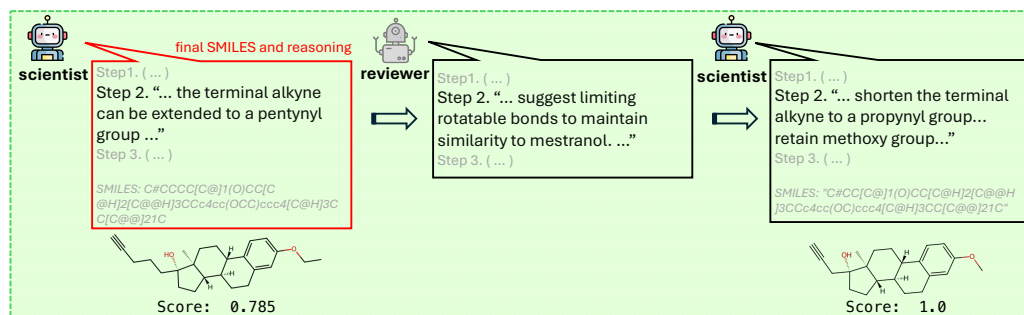 final SMILES and reasoning
scientist
Step1. ( ... )
Step 2. “... the terminal alkyne
can be extended to a pentynyl
group ...”
Step 3. ( ... )
SMILES: C#CCCC[C@]1(O)CC[C
@H]2[C@@H]3CCc4cc(OCC)ccc4[C@H]3C
C[C@@]21C
HO
H
H
H
O
Score: 0.785
reviewer
Step1. ( ... )
Step 2. “... suggest limiting
rotatable bonds to maintain
similarity to mestranol. ...”
Step 3. ( ... )
scientist
Step1. ( ... )
Step 2. “... shorten the terminal
alkyne to a propynyl group...
retain methoxy group...”
Step 3. ( ... )
SMILES: "C#CC[C@]1(O)CC[C@H]2[C@@H
]3CCc4cc(OC)ccc4[C@H]3CC[C@@]21C"
OH
H
H
H
O
Score: 1.0